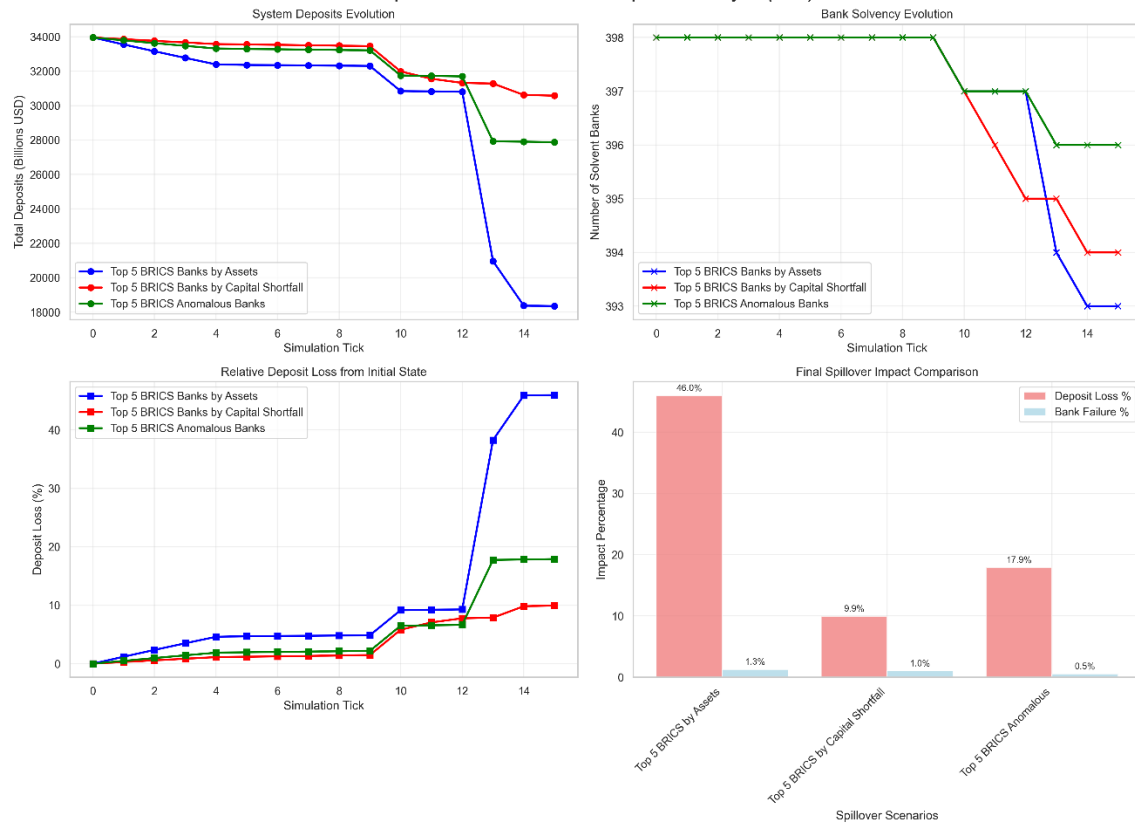 System Deposits Evolution
Total Deposits (Billions USD)
34000
32000
30000
28000
26000
24000
22000
20000
18000
Top 5 BRICS Banks by Assets
Top 5 BRICS Banks by Capital Shortfall
Top 5 BRICS Anomalous Banks
0 2 4 6 8 10 12 14
Simulation Tick
Bank Solvency Evolution
Number of Solvent Banks
398
397
396
395
394
393
Top 5 BRICS Banks by Assets
Top 5 BRICS Banks by Capital Shortfall
Top 5 BRICS Anomalous Banks
0 2 4 6 8 10 12 14
Simulation Tick
Relative Deposit Loss from Initial State
Deposit Loss (%)
40
30
20
10
0
Top 5 BRICS Banks by Assets
Top 5 BRICS Banks by Capital Shortfall
Top 5 BRICS Anomalous Banks
0 2 4 6 8 10 12 14
Simulation Tick
Final Spillover Impact Comparison
Impact Percentage
40
30
20
10
0
Deposit Loss %
Bank Failure %
46.0%
1.3%
9.9%
1.0%
17.9%
0.5%
Top 5 BRICS by Assets
Top 5 BRICS by Capital Shortfall
Top 5 BRICS Anomalous
Spillover Scenarios